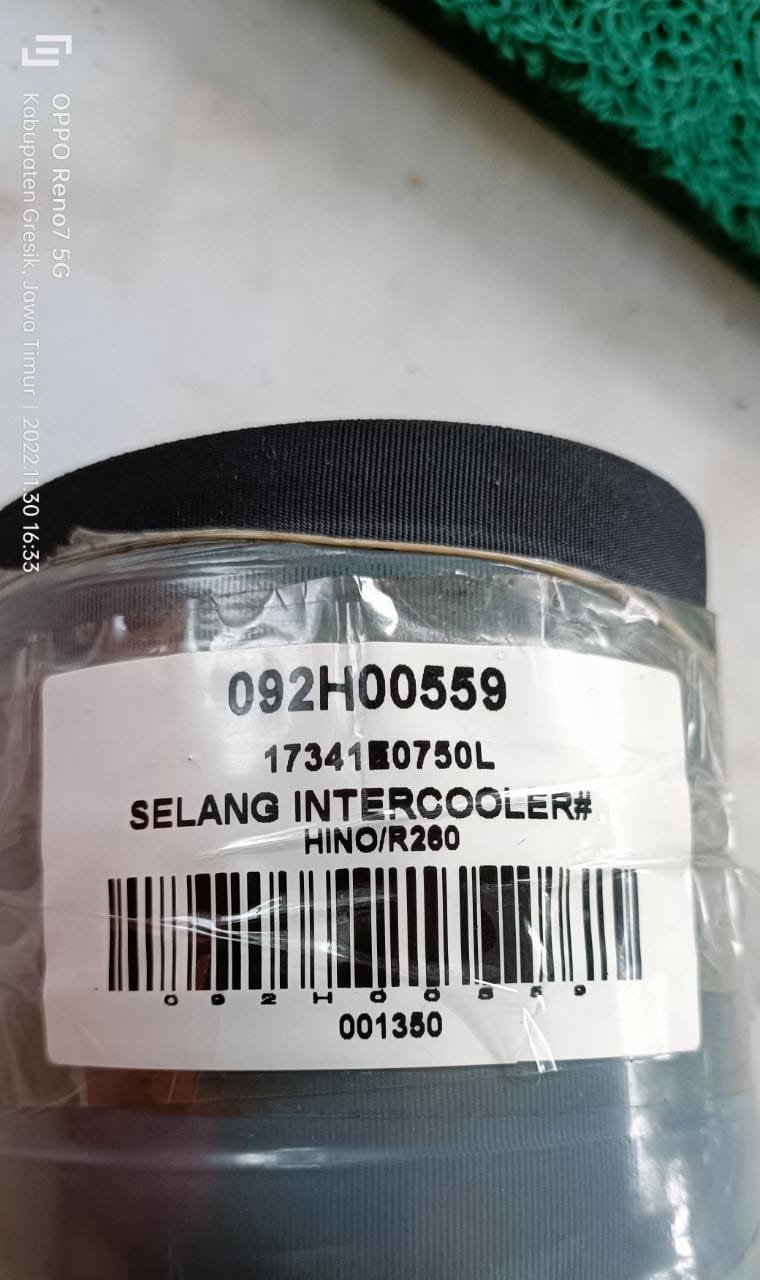 OPPO Reno7 5G
Kabupaten Gresik, Jawa Timur | 2022.11.30 16:33
092H00559
17341E0750L
SELANG INTERCOOLER#
HINO/R260
092H00559
001350